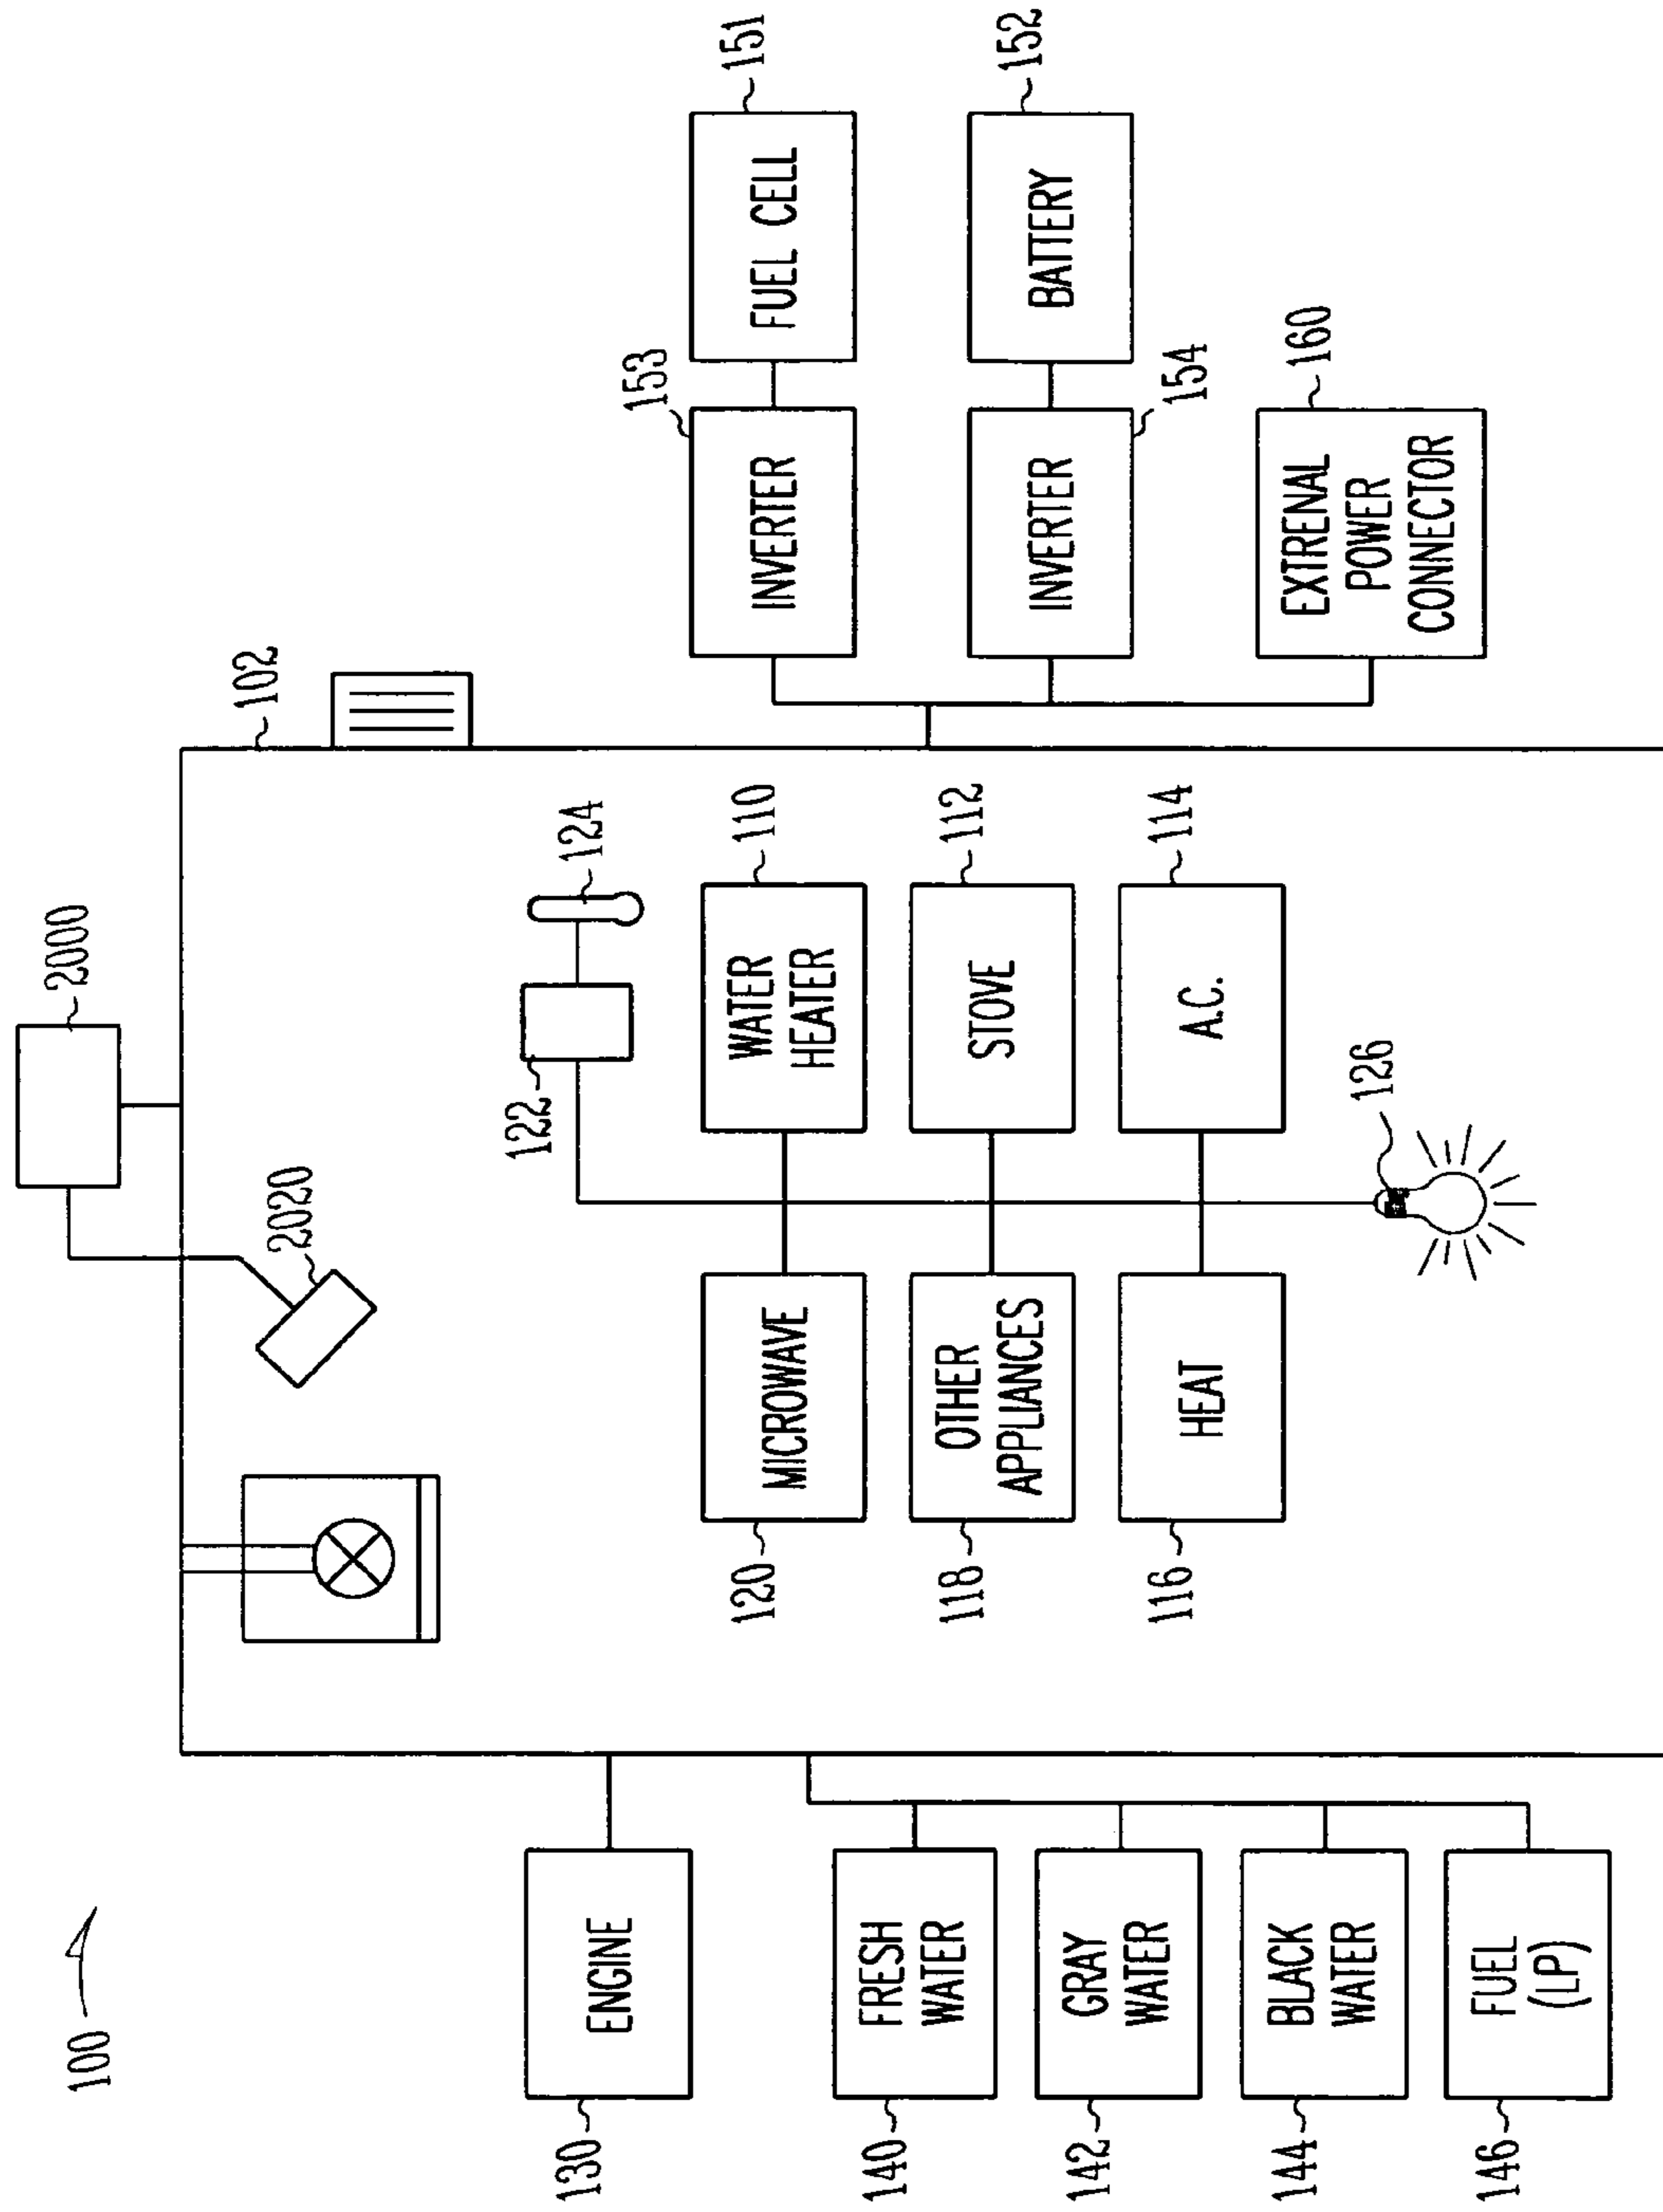 100
2000
2020
102
122
124
130
ENGINE
120
MICROWAVE
WATER
HEATER
110
153
INVERTER
FUEL CELL
151
140
FRESH
WATER
118
OTHER
APPLIANCES
STOVE
112
INVERTER
154
BATTERY
152
142
GRAY
WATER
116
HEAT
A.C.
114
EXTRENAL
POWER
CONNECTOR
160
144
BLACK
WATER
126
146
FUEL
(LP)